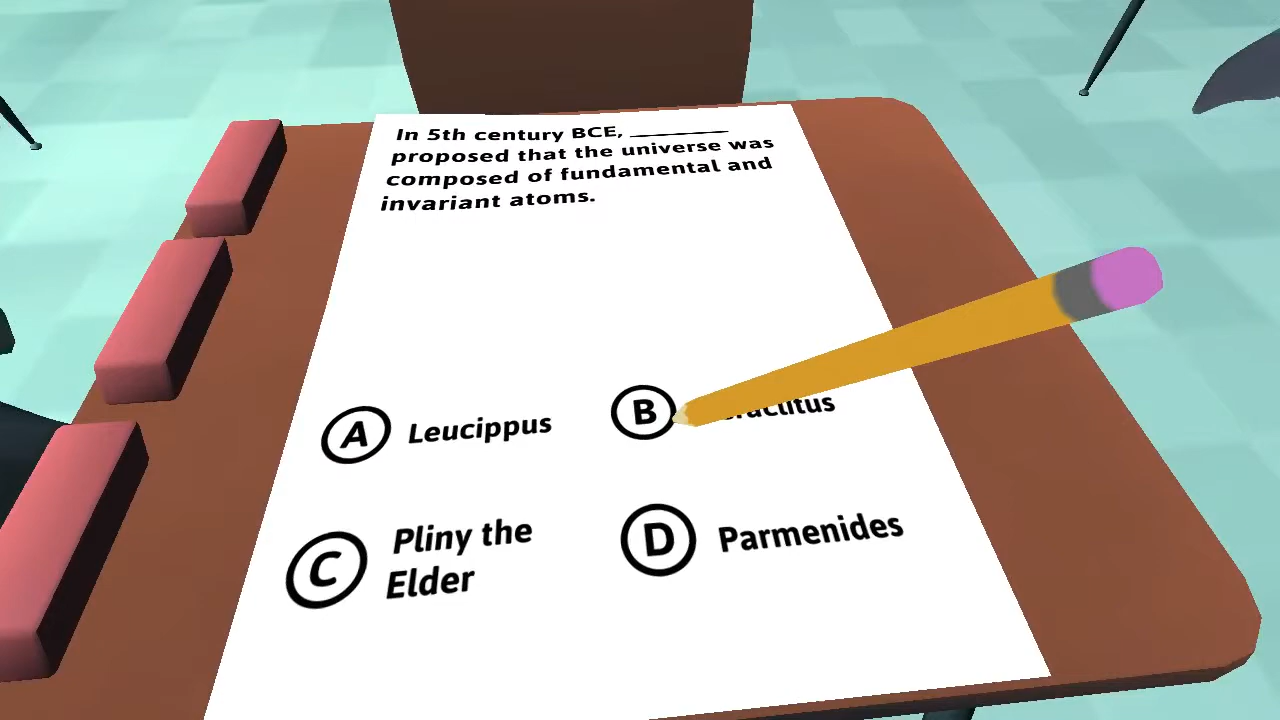 In 5th century BCE, ________
proposed that the universe was
composed of fundamental and
invariant atoms.
A Leucippus
B
C Pliny the
Elder
D Parmenides